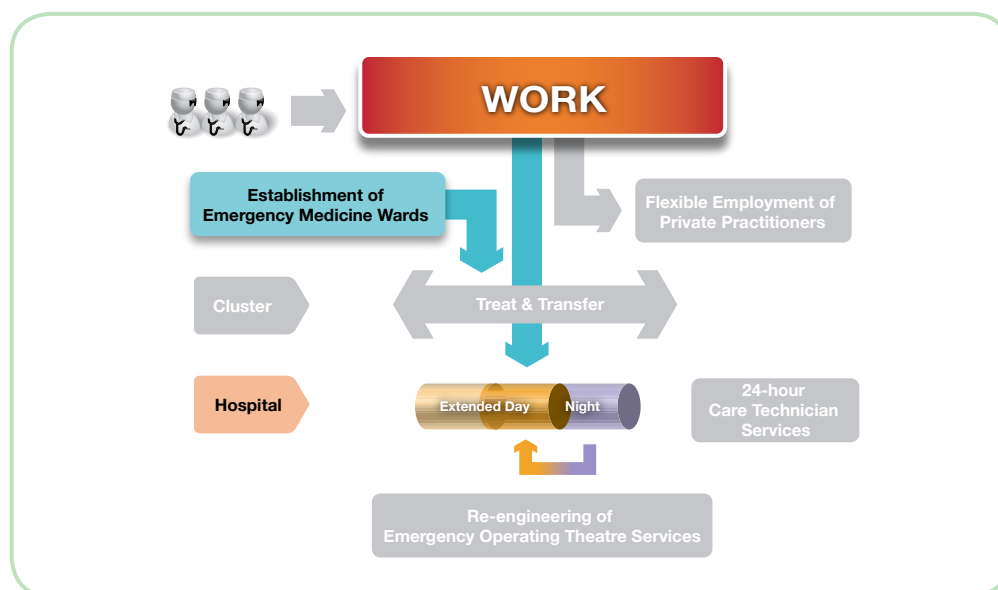 WORK
Establishment of
Emergency Medicine Wards
Flexible Employment of
Private Practitioners
Cluster
Treat & Transfer
Hospital
Extended Day
Night
24-hour
Care Technician
Services
Re-engineering of
Emergency Operating Theatre Services